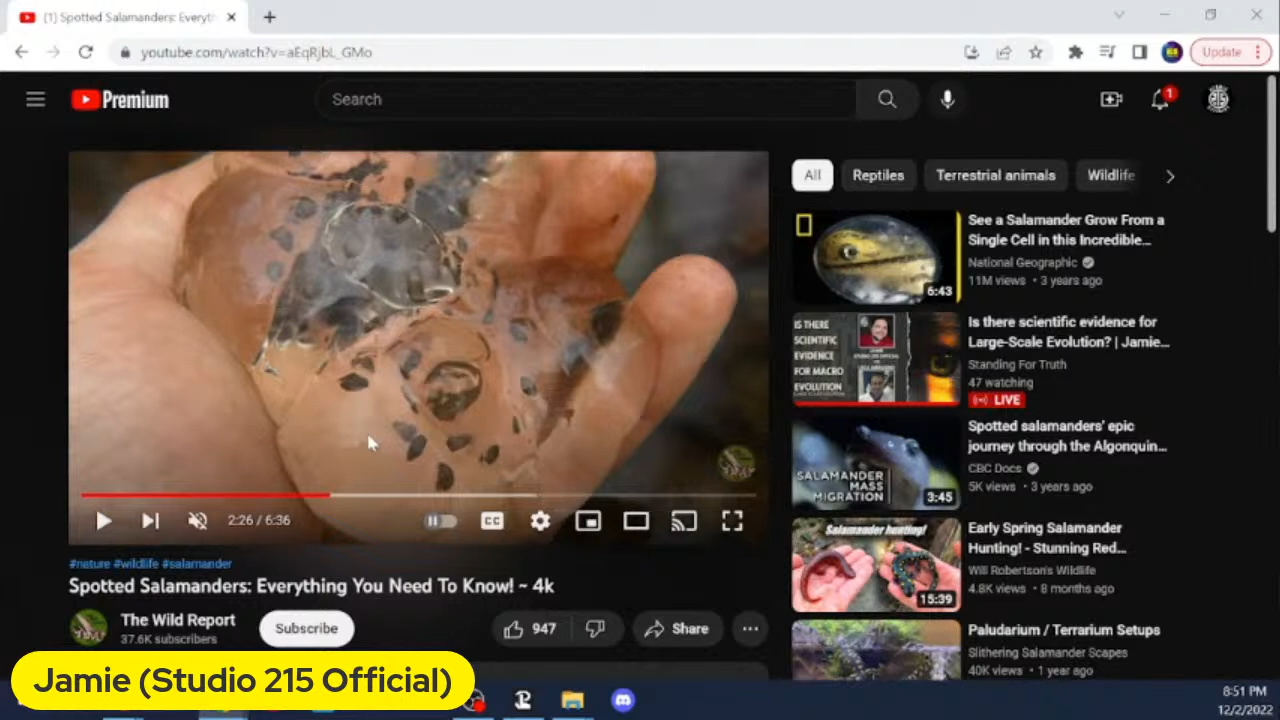 [1] Spotted Salamanders: Everyth
youtube.com/watch?v=aEqRjbL_GMo
Update
Premium
Search
1
All
Reptiles
Terrestrial animals
Wildlife
See a Salamander Grow From a
Single Cell in this Incredible...
National Geographic
11M views • 3 years ago
6:43
IS THERE
SCIENTIFIC
EVIDENCE
FOR MACRO
EVOLUTION
Is there scientific evidence for
Large-Scale Evolution? | Jamie...
Standing For Truth
47 watching
LIVE
SALAMANDER
MASS
MIGRATION
3:45
Spotted salamanders' epic
journey through the Algonquin...
CBC Docs
5K views • 3 years ago
Salamander hunting!
15:39
Early Spring Salamander
Hunting! - Stunning Red...
Will Robertson's Wildlife
4.8K views • 8 months ago
Paludarium / Terrarium Setups
Slithering Salamander Scapes
40K views • 1 year ago
2:26 / 6:36
CC
#nature #wildlife #salamander
Spotted Salamanders: Everything You Need To Know! ~ 4k
The Wild Report
37.6K subscribers
Subscribe
947
Share
Jamie (Studio 215 Official)
8:51 PM
12/2/2022